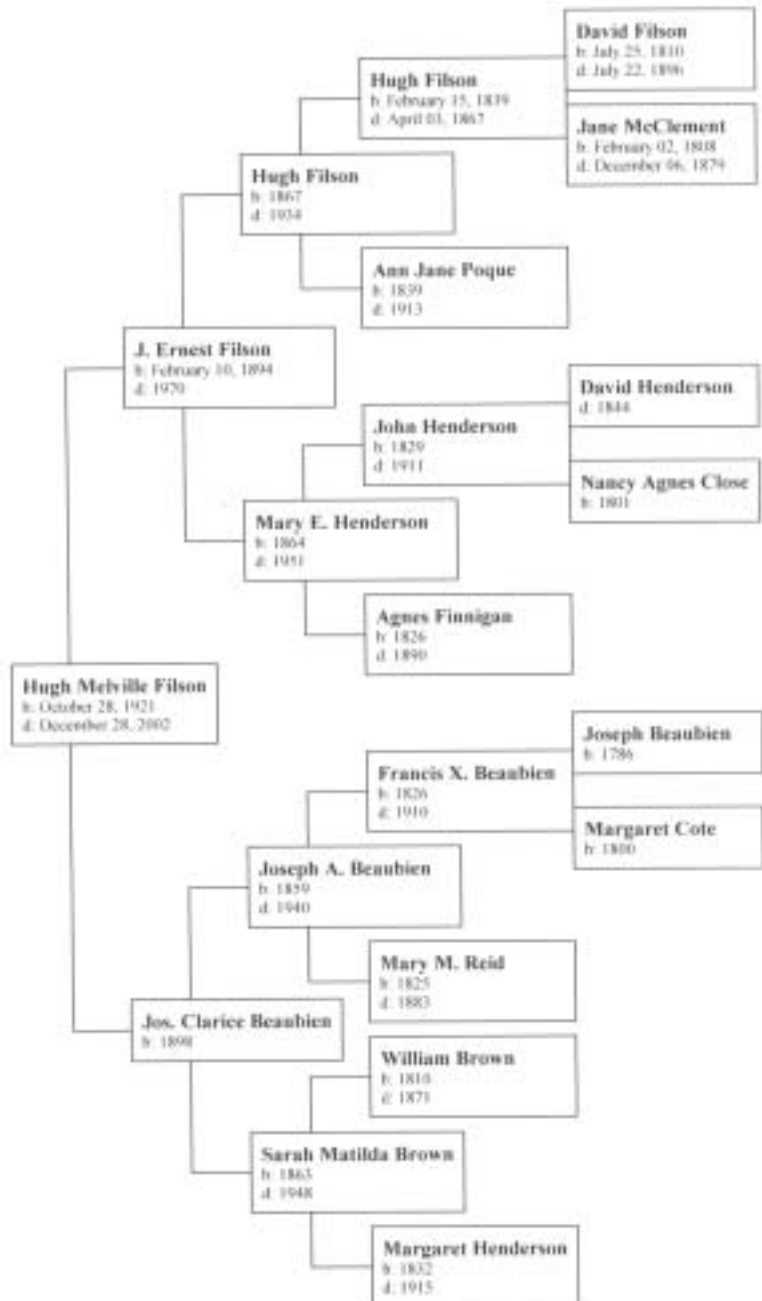 David Filson
b: July 25, 1810
d: July 22, 1896
Hugh Filson
b: February 15, 1839
d: April 03, 1867
Jane McClement
b: February 02, 1808
d: December 06, 1879
Hugh Filson
b: 1867
d: 1934
Ann Jane Poque
b: 1839
d: 1913
J. Ernest Filson
b: February 10, 1894
d: 1970
David Henderson
d: 1844
John Henderson
b: 1829
d: 1911
Nancy Agnes Close
b: 1801
Mary E. Henderson
b: 1864
d: 1951
Agnes Finnigan
b: 1826
d: 1890
Hugh Melville Filson
b: October 28, 1921
d: December 28, 2002
Joseph Beaubien
b: 1786
Francis X. Beaubien
b: 1826
d: 1910
Margaret Cote
b: 1800
Joseph A. Beaubien
b: 1859
d: 1940
Mary M. Reid
b: 1825
d: 1883
Jos. Clarice Beaubien
b: 1898
William Brown
b: 1816
d: 1871
Sarah Matilda Brown
b: 1863
d: 1948
Margaret Henderson
b: 1832
d: 1915